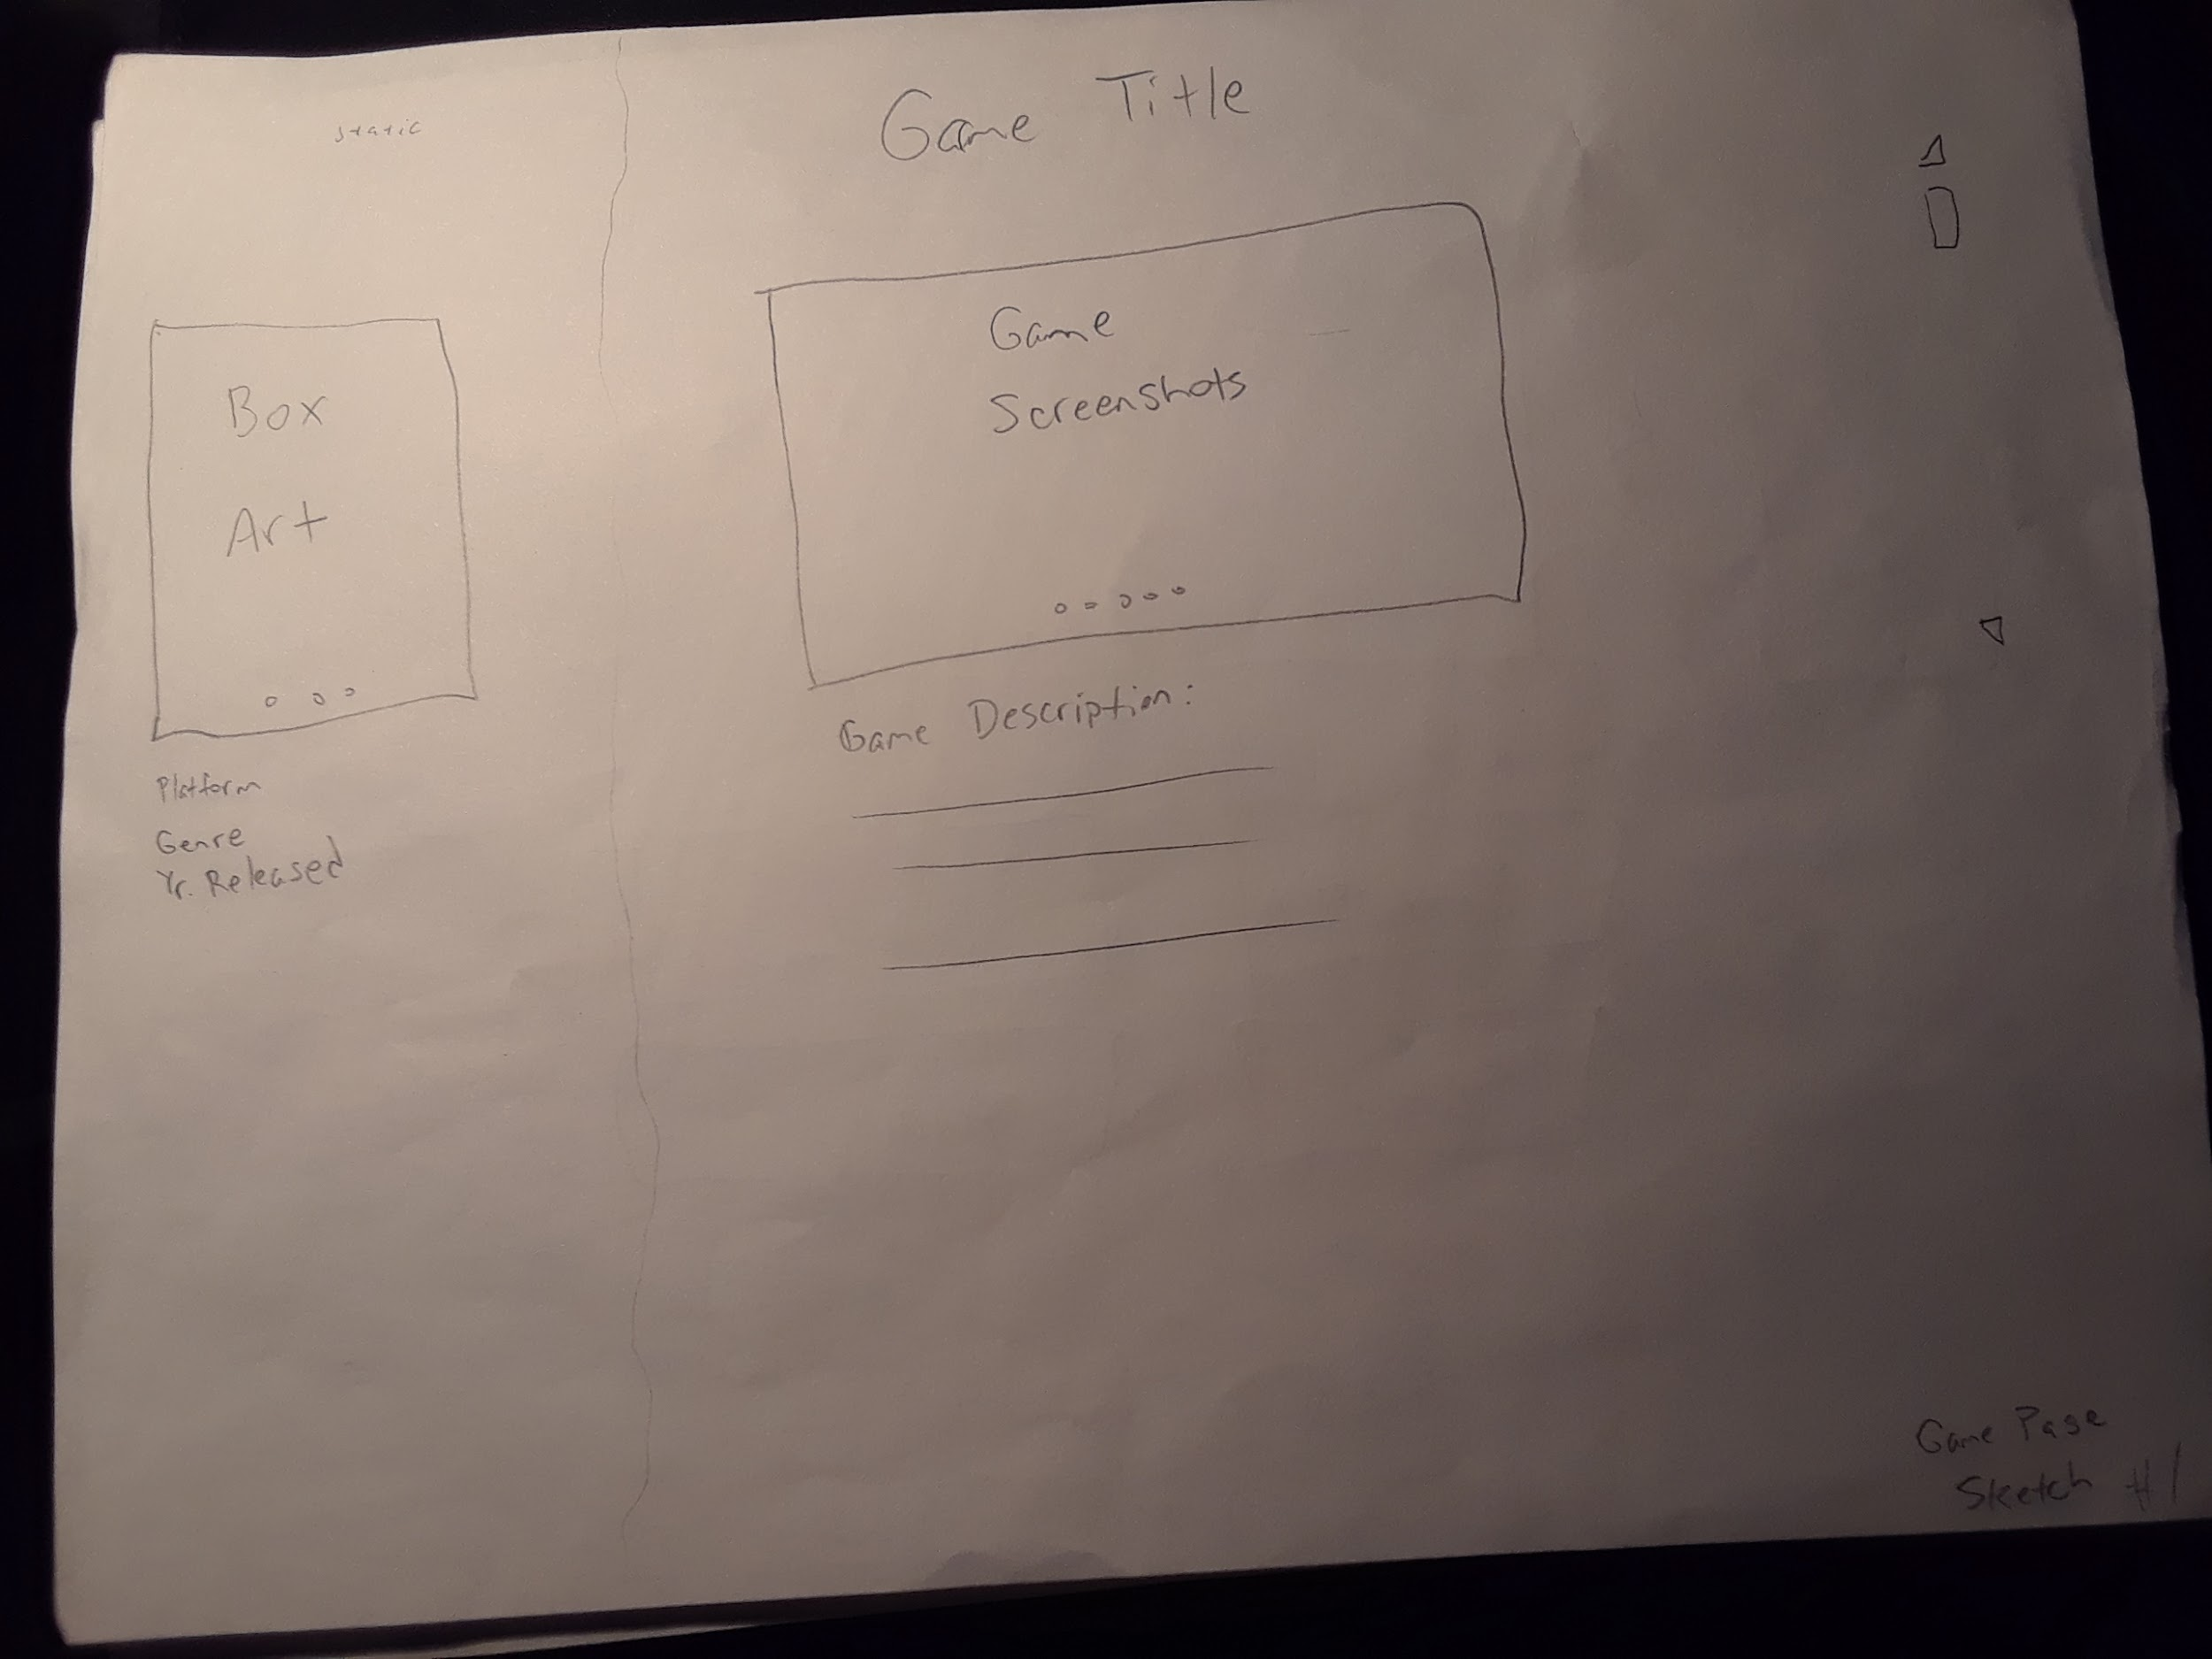 static
Box
Art
Platform
Genre
Yr. Released
Game Title
Game
Screenshots
Game Description:
Game Page
Sketch #1